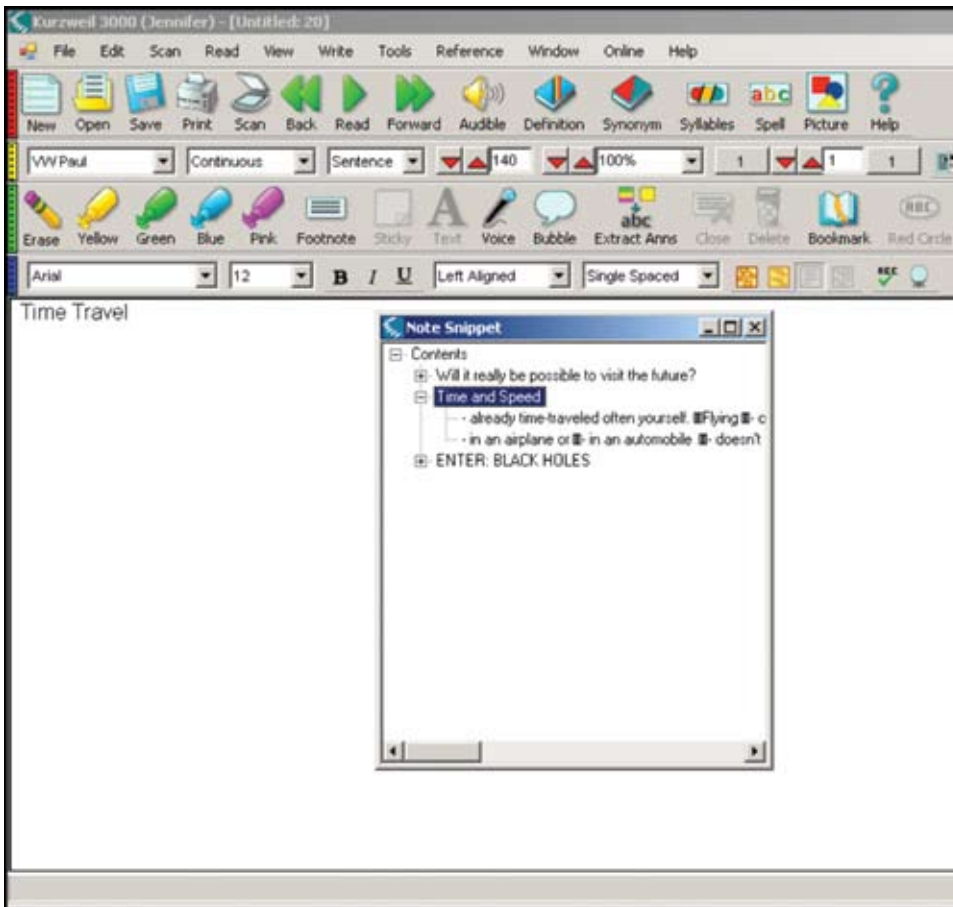 Kurzweil 3000 (Jennifer) - [Untitled: 20]
File Edit Scan Read View Write Tools Reference Window Online Help
abc
New Open Save Print Scan Back Read Forward Audible Definition Synonym Syllables Spell Picture Help
VW Paul Continuous Sentence 140 100% 1 1 1
abc ABC
Erase Yellow Green Blue Pink Footnote Sticky Text Voice Bubble Extract Anns Close Delete Bookmark Red Circle
Arial 12 B I U Left Aligned Single Spaced
Time Travel
Note Snippet
Contents
Will it really be possible to visit the future?
Time and Speed
- already time-traveled often yourself. Flying - c
- in an airplane or - in an automobile - doesn't
ENTER: BLACK HOLES